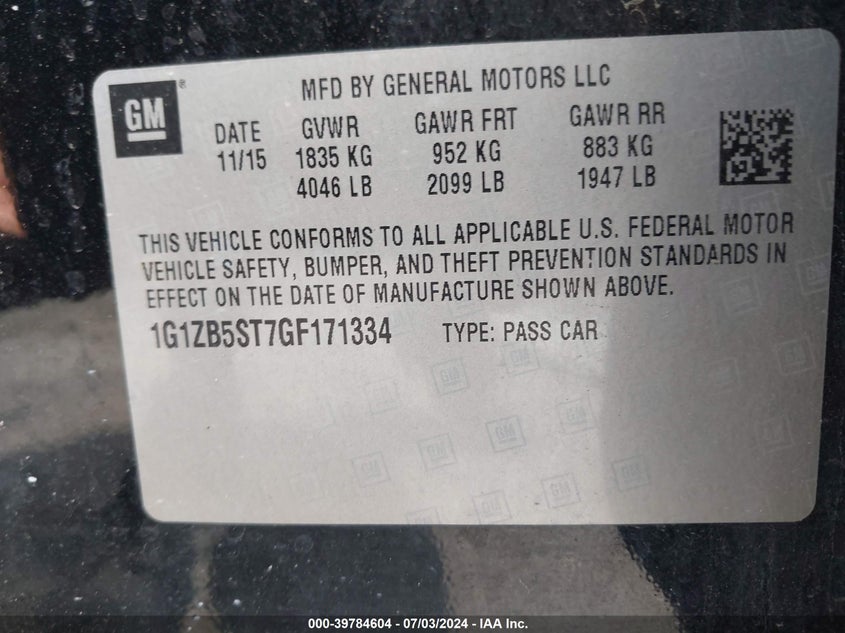 GM®
MFD BY GENERAL MOTORS LLC
DATE GVWR GAWR FRT GAWR RR
11/15 1835 KG 952 KG 883 KG
4046 LB 2099 LB 1947 LB
THIS VEHICLE CONFORMS TO ALL APPLICABLE U.S. FEDERAL MOTOR
VEHICLE SAFETY, BUMPER, AND THEFT PREVENTION STANDARDS IN
EFFECT ON THE DATE OF MANUFACTURE SHOWN ABOVE.
1G1ZB5ST7GF171334 TYPE: PASS CAR
000-39784604 / 07/03/2024 - IAA Inc.